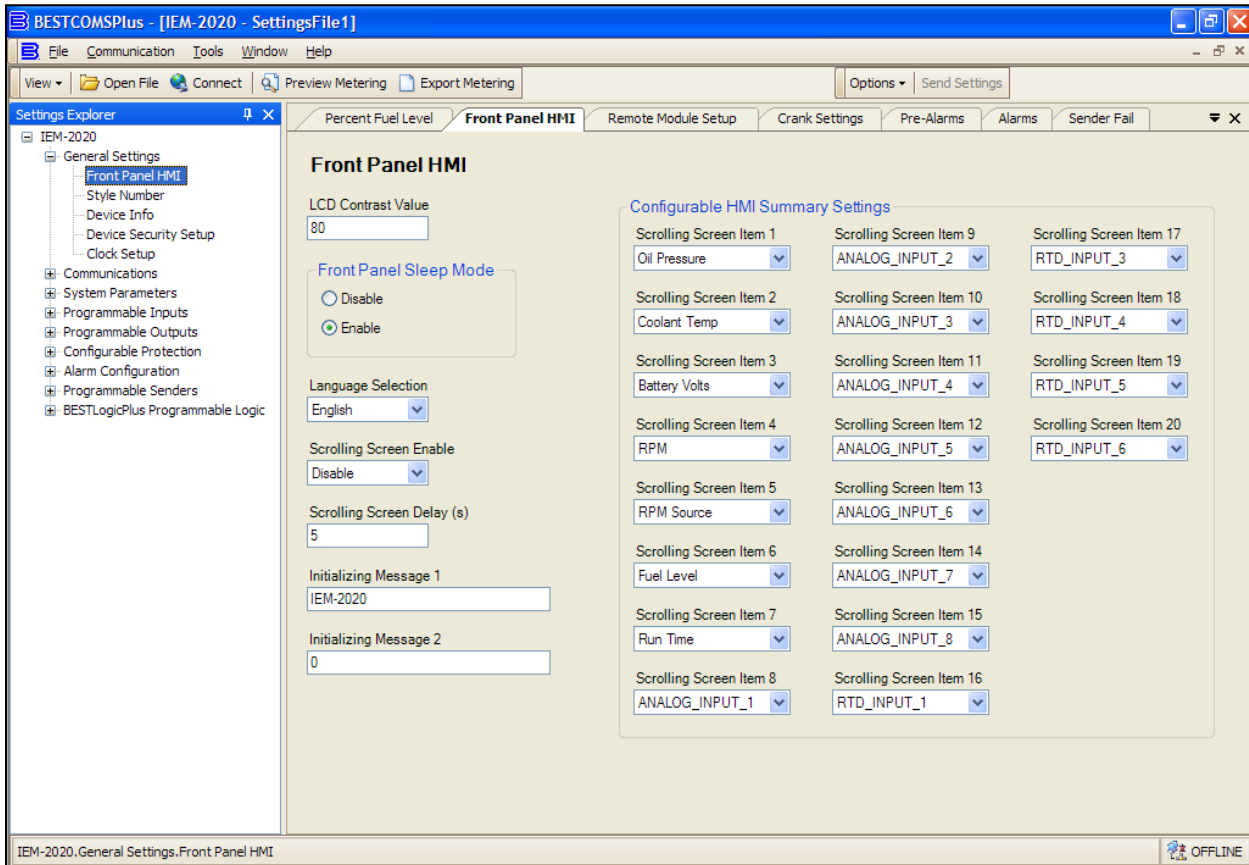 BESTCOMSPlus - [IEM-2020 - SettingsFile1]
File Communication Tools Window Help
View Open File Connect Preview Metering Export Metering Options Send Settings
Settings Explorer
IEM-2020
General Settings
Front Panel HMI
Style Number
Device Info
Device Security Setup
Clock Setup
Communications
System Parameters
Programmable Inputs
Programmable Outputs
Configurable Protection
Alarm Configuration
Programmable Senders
BESTLogicPlus Programmable Logic
Percent Fuel Level Front Panel HMI Remote Module Setup Crank Settings Pre-Alarms Alarms Sender Fail
Front Panel HMI
LCD Contrast Value
80
Front Panel Sleep Mode
Disable
Enable
Language Selection
English
Scrolling Screen Enable
Disable
Scrolling Screen Delay (s)
5
Initializing Message 1
IEM-2020
Initializing Message 2
0
Configurable HMI Summary Settings
Scrolling Screen Item 1 Scrolling Screen Item 9 Scrolling Screen Item 17
Oil Pressure ANALOG_INPUT_2 RTD_INPUT_3
Scrolling Screen Item 2 Scrolling Screen Item 10 Scrolling Screen Item 18
Coolant Temp ANALOG_INPUT_3 RTD_INPUT_4
Scrolling Screen Item 3 Scrolling Screen Item 11 Scrolling Screen Item 19
Battery Volts ANALOG_INPUT_4 RTD_INPUT_5
Scrolling Screen Item 4 Scrolling Screen Item 12 Scrolling Screen Item 20
RPM ANALOG_INPUT_5 RTD_INPUT_6
Scrolling Screen Item 5 Scrolling Screen Item 13
RPM Source ANALOG_INPUT_6
Scrolling Screen Item 6 Scrolling Screen Item 14
Fuel Level ANALOG_INPUT_7
Scrolling Screen Item 7 Scrolling Screen Item 15
Run Time ANALOG_INPUT_8
Scrolling Screen Item 8 Scrolling Screen Item 16
ANALOG_INPUT_1 RTD_INPUT_1
IEM-2020.General Settings.Front Panel HMI OFFLINE